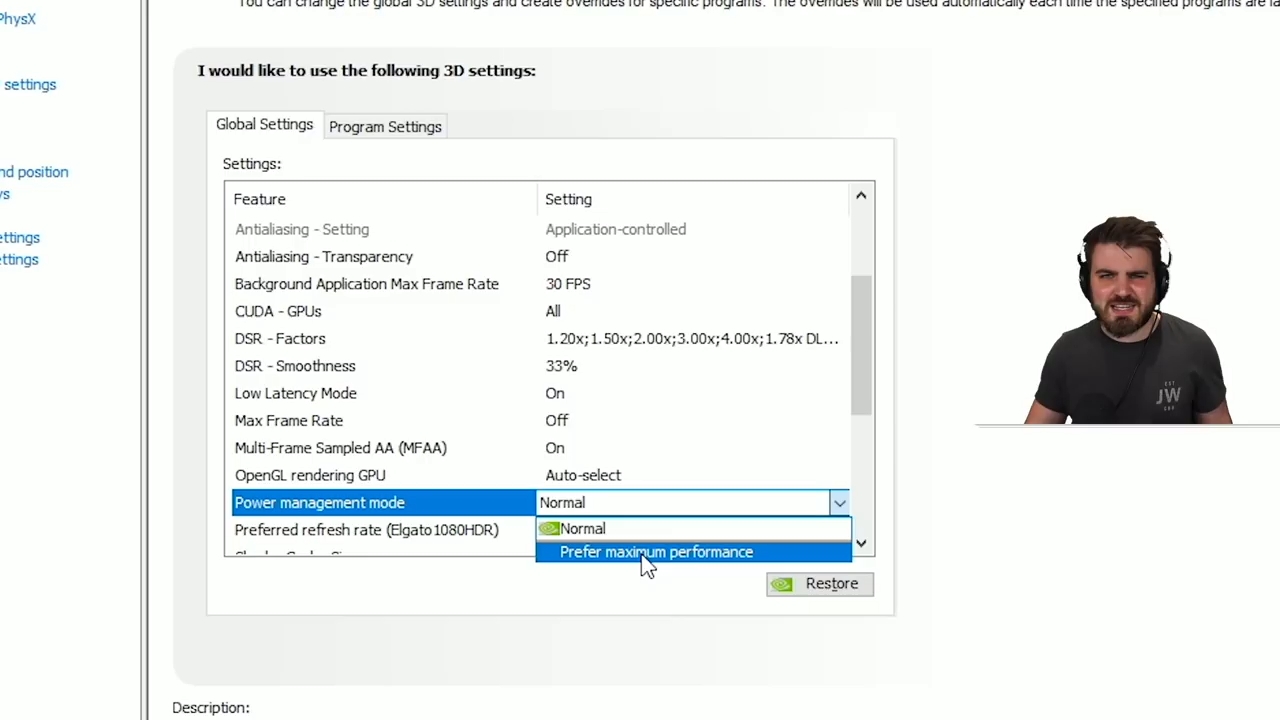 You can change the global 3D settings and create overrides for specific programs. The overrides will be used automatically each time the specified programs are la
PhysX
settings
nd position
ys
ettings
ettings
I would like to use the following 3D settings:
Global Settings Program Settings
Settings:
Feature Setting
Antialiasing - Setting Application-controlled
Antialiasing - Transparency Off
Background Application Max Frame Rate 30 FPS
CUDA - GPUs All
DSR - Factors 1.20x;1.50x;2.00x;3.00x;4.00x;1.78x DL...
DSR - Smoothness 33%
Low Latency Mode On
Max Frame Rate Off
Multi-Frame Sampled AA (MFAA) On
OpenGL rendering GPU Auto-select
Power management mode Normal
Normal
Preferred refresh rate (Elgato1080HDR)
Prefer maximum performance
Restore
Description:
JW